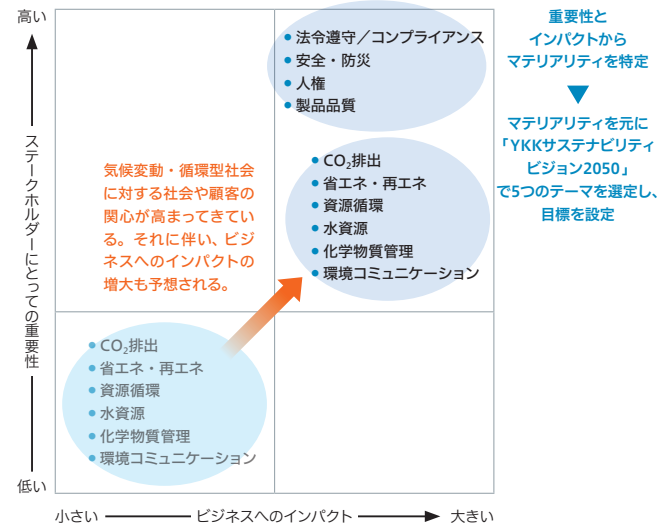 高い
ステークホルダーにとっての重要性
低い
法令遵守／コンプライアンス
安全・防災
人権
製品品質
気候変動・循環型社会
に対する社会や顧客の
関心が高まってきてい
る。それに伴い、ビジ
ネスへのインパクトの
増大も予想される。
CO₂排出
省エネ・再エネ
資源循環
水資源
化学物質管理
環境コミュニケーション
CO₂排出
省エネ・再エネ
資源循環
水資源
化学物質管理
環境コミュニケーション
小さい
ビジネスへのインパクト
大きい
重要性と
インパクトから
マテリアリティを特定
マテリアリティを元に
「YKKサステナビリティ
ビジョン2050」
で5つのテーマを選定し、
目標を設定